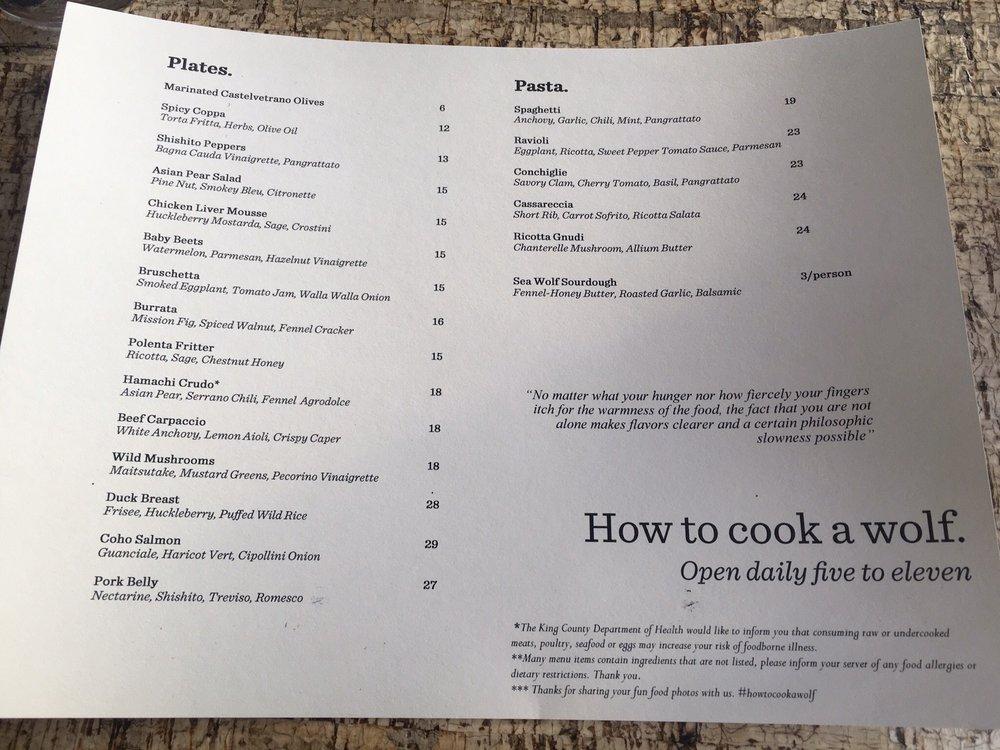 Plates.
Marinated Castelvetrano Olives 6
Spicy Coppa 12
Torta Fritta, Herbs, Olive Oil
Shishito Peppers 13
Bagna Cauda Vinaigrette, Pangrattato
Asian Pear Salad 15
Pine Nut, Smokey Bleu, Citronette
Chicken Liver Mousse 15
Huckleberry Mostarda, Sage, Crostini
Baby Beets 15
Watermelon, Parmesan, Hazelnut Vinaigrette
Bruschetta 15
Smoked Eggplant, Tomato Jam, Walla Walla Onion
Burrata 16
Mission Fig, Spiced Walnut, Fennel Cracker
Polenta Fritter 15
Ricotta, Sage, Chestnut Honey
Hamachi Crudo* 18
Asian Pear, Serrano Chili, Fennel Agrodolce
Beef Carpaccio 18
White Anchovy, Lemon Aioli, Crispy Caper
Wild Mushrooms 18
Maitsutake, Mustard Greens, Pecorino Vinaigrette
Duck Breast 28
Frisee, Huckleberry, Puffed Wild Rice
Coho Salmon 29
Guanciale, Haricot Vert, Cipollini Onion
Pork Belly 27
Nectarine, Shishito, Treviso, Romesco
Pasta.
Spaghetti 19
Anchovy, Garlic, Chili, Mint, Pangrattato
Ravioli 23
Eggplant, Ricotta, Sweet Pepper Tomato Sauce, Parmesan
Conchiglie 23
Savory Clam, Cherry Tomato, Basil, Pangrattato
Cassareccia 24
Short Rib, Carrot Sofrito, Ricotta Salata
Ricotta Gnudi 24
Chanterelle Mushroom, Allium Butter
Sea Wolf Sourdough 3/person
Fennel-Honey Butter, Roasted Garlic, Balsamic
"No matter what your hunger nor how fiercely your fingers
itch for the warmness of the food, the fact that you are not
alone makes flavors clearer and a certain philosophic
slowness possible"
How to cook a wolf.
Open daily five to eleven
*The King County Department of Health would like to inform you that consuming raw or undercooked
meats, poultry, seafood or eggs may increase your risk of foodborne illness.
**Many menu items contain ingredients that are not listed, please inform your server of any food allergies or
dietary restrictions. Thank you.
*** Thanks for sharing your fun food photos with us. #howtocookawolf